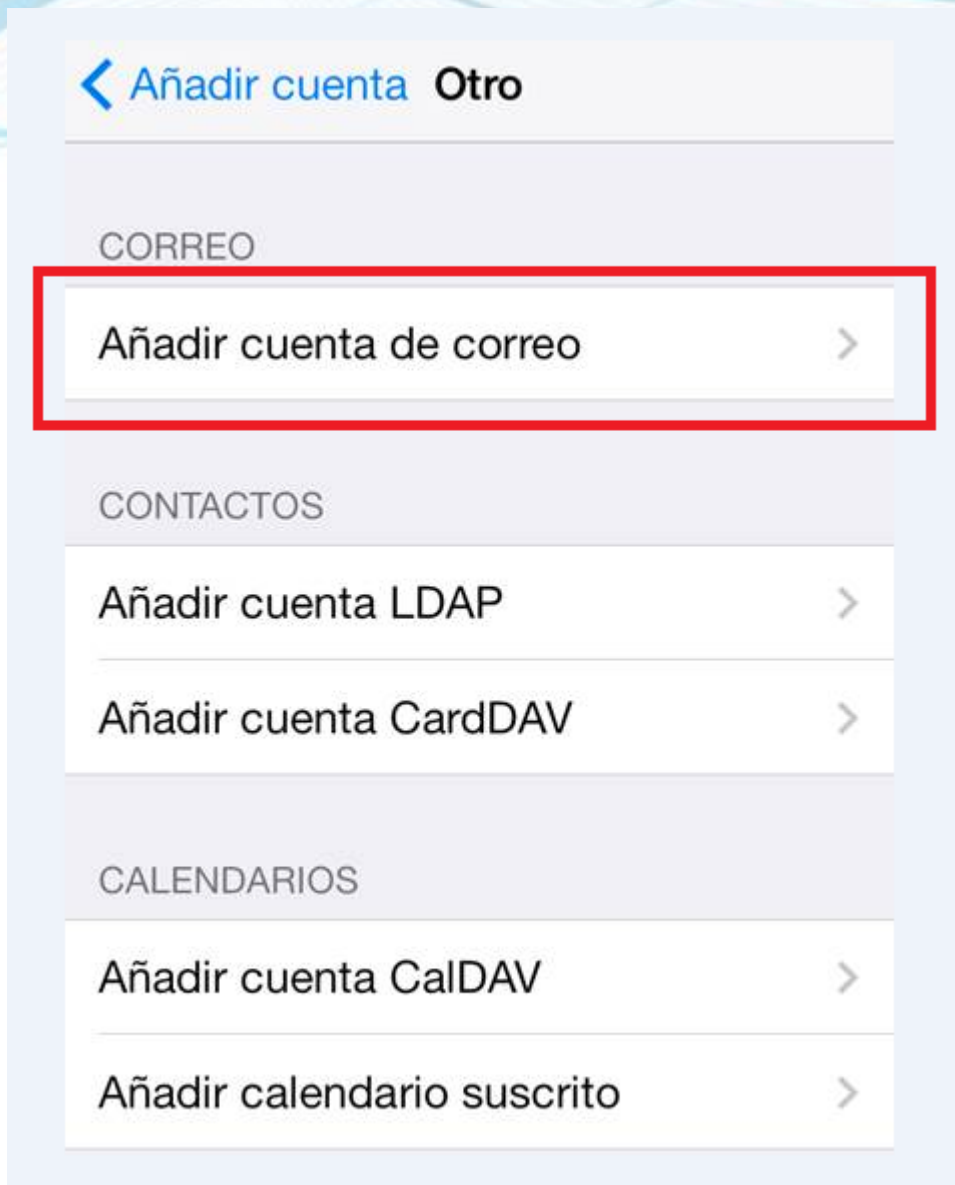 Añadir cuenta Otro
CORREO
Añadir cuenta de correo
CONTACTOS
Añadir cuenta LDAP
Añadir cuenta CardDAV
CALENDARIOS
Añadir cuenta CalDAV
Añadir calendario suscrito